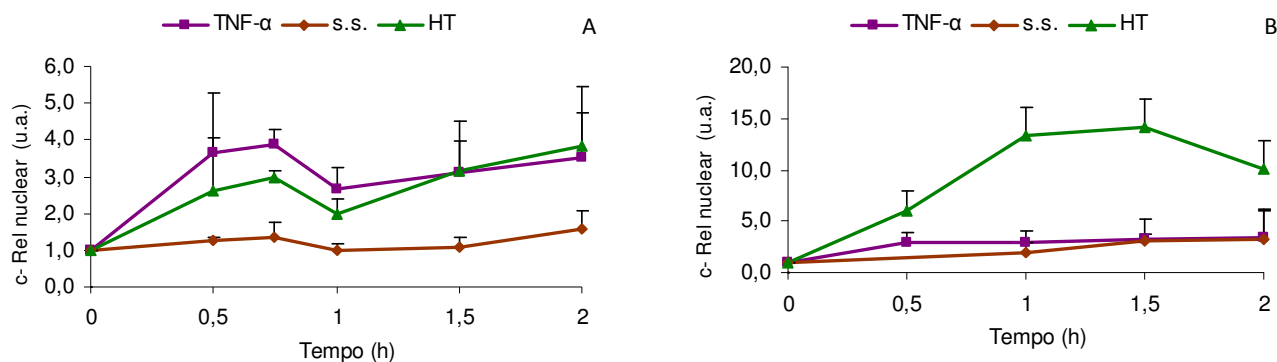 TNF-α s.s. HT A
c- Rel nuclear (u.a.)
6,0
5,0
4,0
3,0
2,0
1,0
0,0
0 0,5 1 1,5 2
Tempo (h)
TNF-α s.s. HT B
c- Rel nuclear (u.a.)
20,0
15,0
10,0
5,0
0,0
0 0,5 1 1,5 2
Tempo (h)